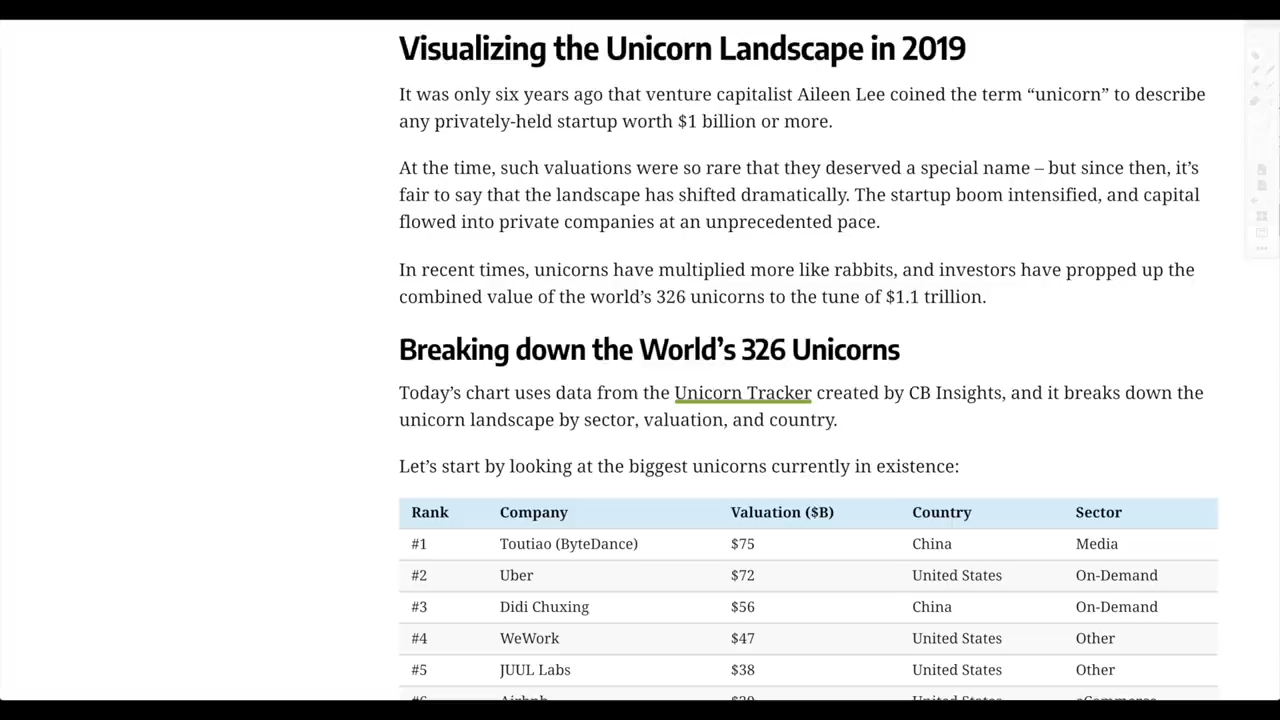 Visualizing the Unicorn Landscape in 2019
It was only six years ago that venture capitalist Aileen Lee coined the term “unicorn” to describe
any privately-held startup worth $1 billion or more.
At the time, such valuations were so rare that they deserved a special name – but since then, it’s
fair to say that the landscape has shifted dramatically. The startup boom intensified, and capital
flowed into private companies at an unprecedented pace.
In recent times, unicorns have multiplied more like rabbits, and investors have propped up the
combined value of the world’s 326 unicorns to the tune of $1.1 trillion.
Breaking down the World’s 326 Unicorns
Today’s chart uses data from the Unicorn Tracker created by CB Insights, and it breaks down the
unicorn landscape by sector, valuation, and country.
Let’s start by looking at the biggest unicorns currently in existence:
Rank Company Valuation ($B) Country Sector
#1 Toutiao (ByteDance) $75 China Media
#2 Uber $72 United States On-Demand
#3 Didi Chuxing $56 China On-Demand
#4 WeWork $47 United States Other
#5 JUUL Labs $38 United States Other